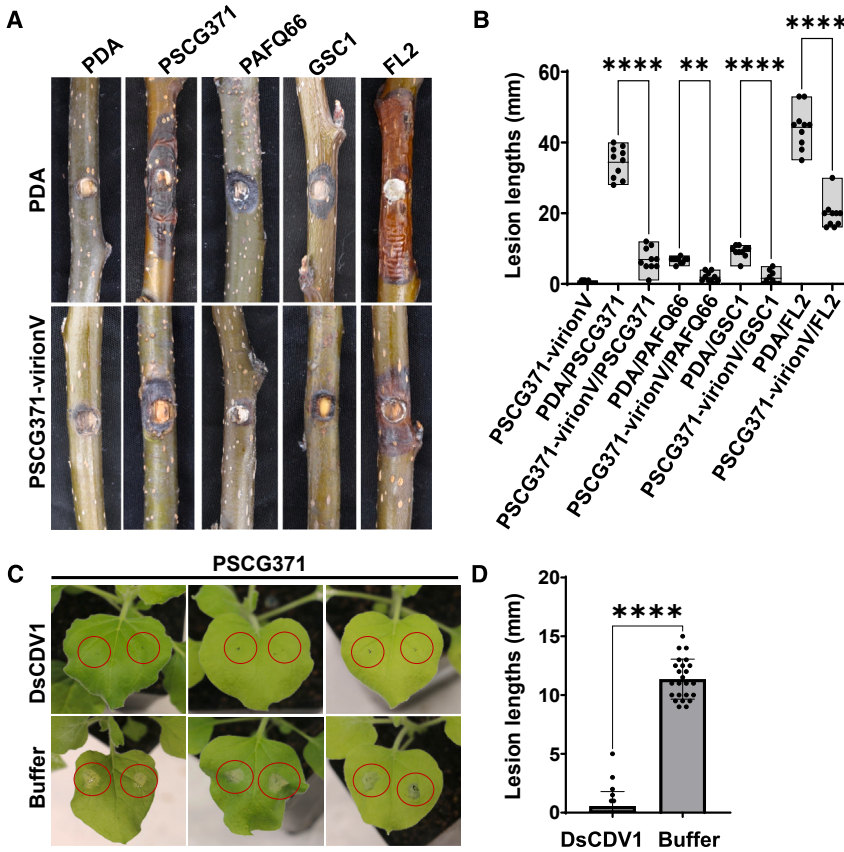 A
PDA PSCG371 PAFQ66 GSC1 FL2
PDA
PSCG371-virionV
B
**** ** **** ****
Lesion lengths (mm)
60
40
20
0
PSCG371-virionV
PDA/PSCG371
PSCG371-virionV/PSCG371
PDA/PAFQ66
PSCG371-virionV/PAFQ66
PDA/GSC1
PSCG371-virionV/GSC1
PDA/FL2
PSCG371-virionV/FL2
C
PSCG371
DsCDV1
Buffer
D
****
Lesion lengths (mm)
20
15
10
5
0
DsCDV1 Buffer